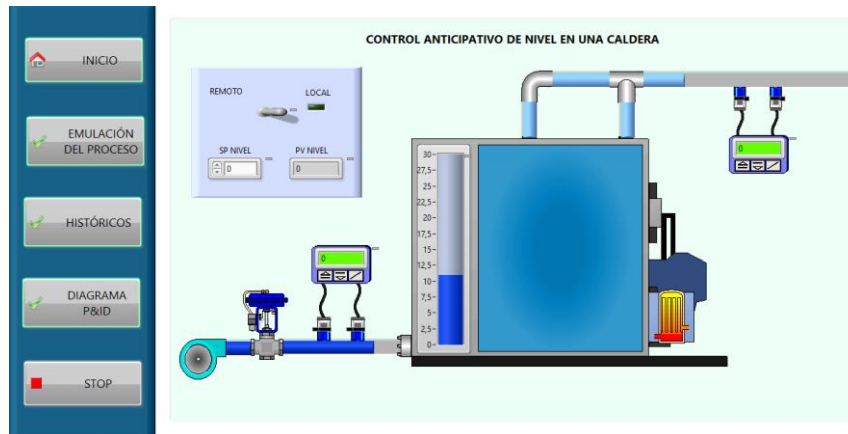 CONTROL ANTICIPATIVO DE NIVEL EN UNA CALDERA
INICIO
EMULACIÓN
DEL PROCESO
HISTÓRICOS
DIAGRAMA
P&ID
STOP
REMOTO
LOCAL
SP NIVEL
PV NIVEL
0
0
30
27,5
25
22,5
20
17,5
15
12,5
10
7,5
5
2,5
0
0
0